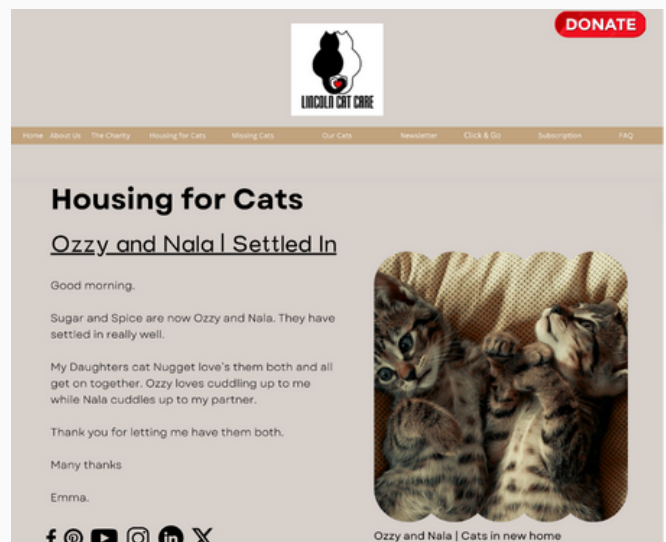 DONATE
LINCOLN CAT CARE
Home About Us The Charity Housing for Cats Missing Cats Our Cats Newsletter Click & Go Subscription FAQ
Housing for Cats
Ozzy and Nala | Settled In
Good morning.
Sugar and Spice are now Ozzy and Nala. They have
settled in really well.
My Daughters cat Nugget love's them both and all
get on together. Ozzy loves cuddling up to me
while Nala cuddles up to my partner.
Thank you for letting me have them both.
Many thanks
Emma.
Ozzy and Nala | Cats in new home